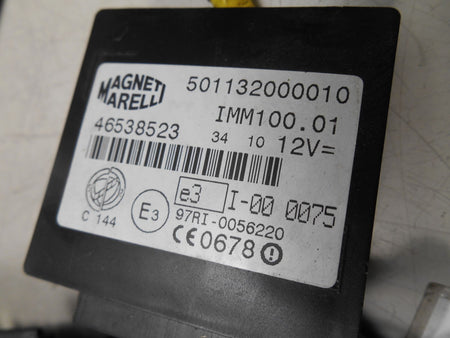 MAGNETI
MARELLI
501132000010
IMM100.01
46538523
34 10 12V=
e3 I-00 0075
C 144
E3
97RI-0056220
CE0678